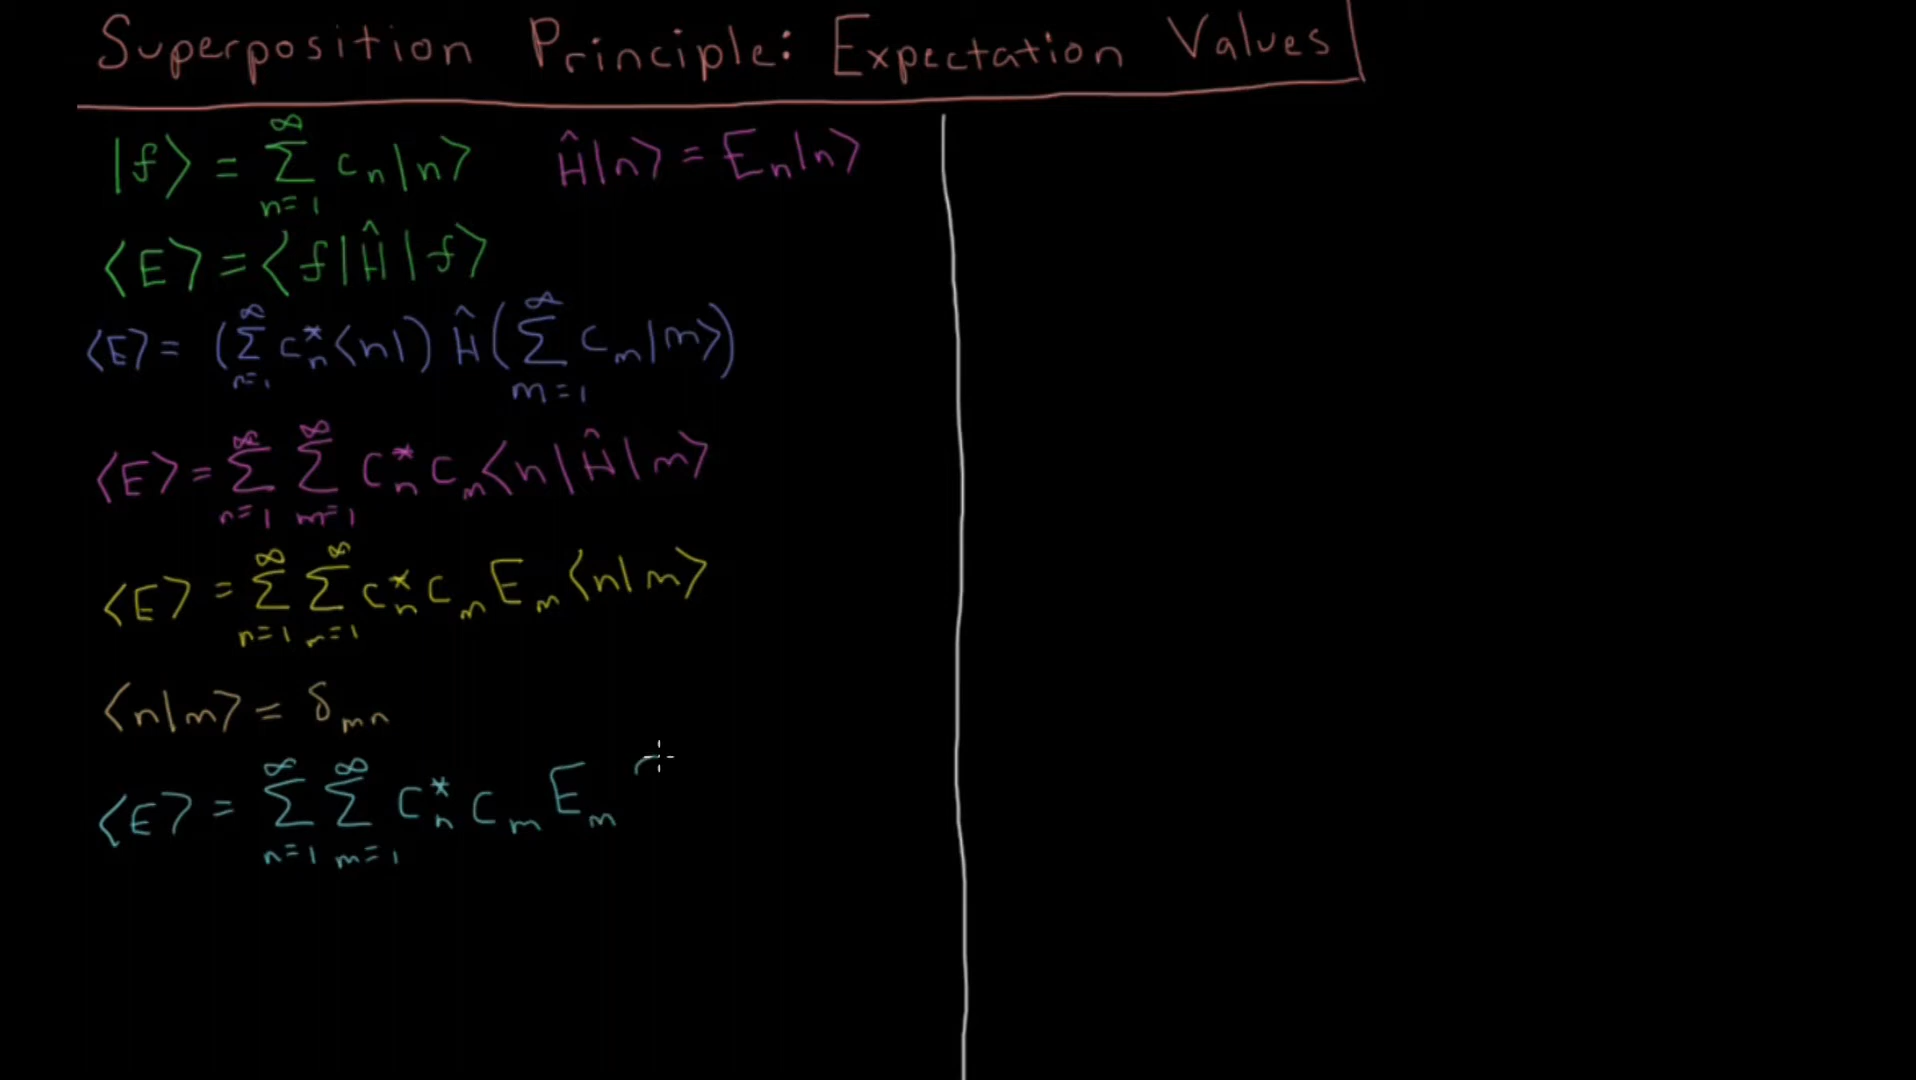 Superposition Principle: Expectation Values
|f⟩ = ∑_{n=1}^{∞} c_n|n⟩    Ĥ|n⟩ = E_n|n⟩
⟨E⟩ = ⟨f|Ĥ|f⟩
⟨E⟩ = (∑_{n=1}^{∞} c_n^*⟨n|) Ĥ (∑_{m=1}^{∞} c_m|m⟩)
⟨E⟩ = ∑_{n=1}^{∞} ∑_{m=1}^{∞} c_n^* c_m ⟨n|Ĥ|m⟩
⟨E⟩ = ∑_{n=1}^{∞} ∑_{m=1}^{∞} c_n^* c_m E_m ⟨n|m⟩
⟨n|m⟩ = δ_{mn}
⟨E⟩ = ∑_{n=1}^{∞} ∑_{m=1}^{∞} c_n^* c_m E_m